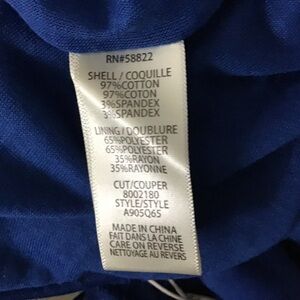 RN#58822
SHELL / COQUILLE
97%COTTON
97%COTON
3%SPANDEX
3%SPANDEX
LINING / DOUBLURE
65%POLYESTER
65%POLYESTER
35%RAYON
35%RAYONNE
CUT/COUPER
8002180
STYLE/STYLE
A905Q65
MADE IN CHINA
FAIT DANS LA CHINE
CARE ON REVERSE
NETTOYAGE AU REVERS